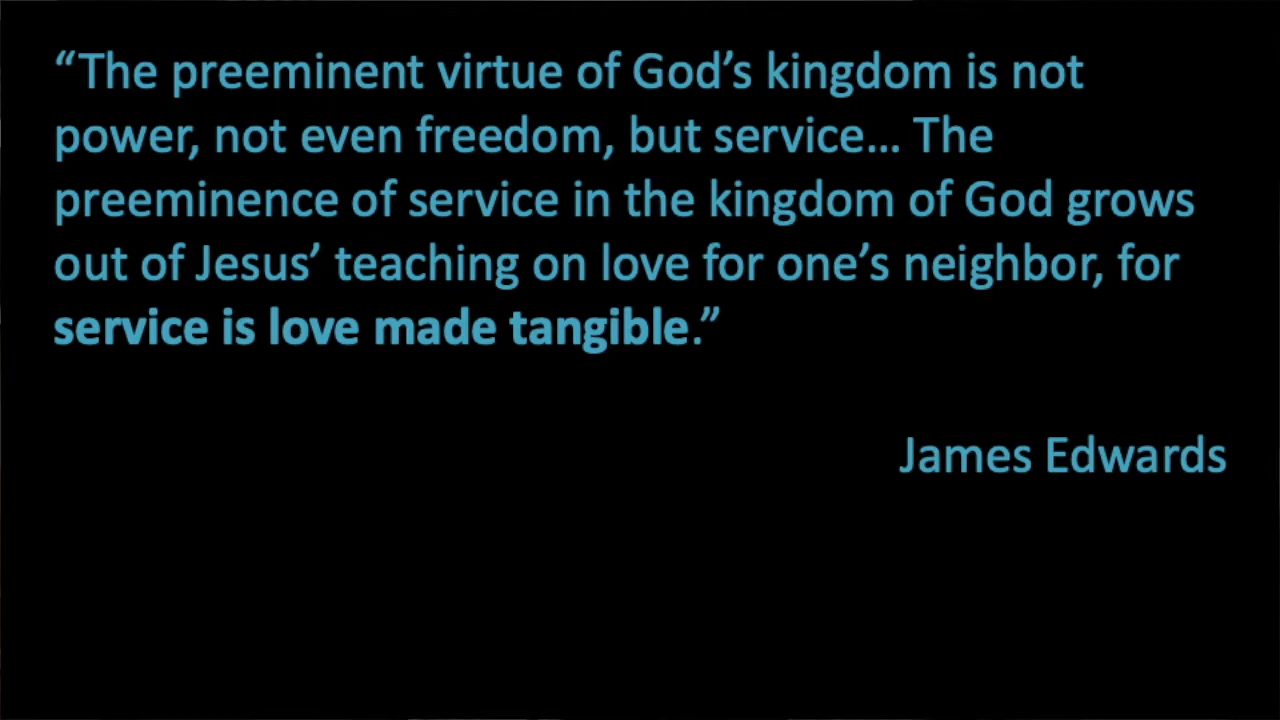 “The preeminent virtue of God’s kingdom is not
power, not even freedom, but service… The
preeminence of service in the kingdom of God grows
out of Jesus’ teaching on love for one’s neighbor, for
service is love made tangible.”
James Edwards